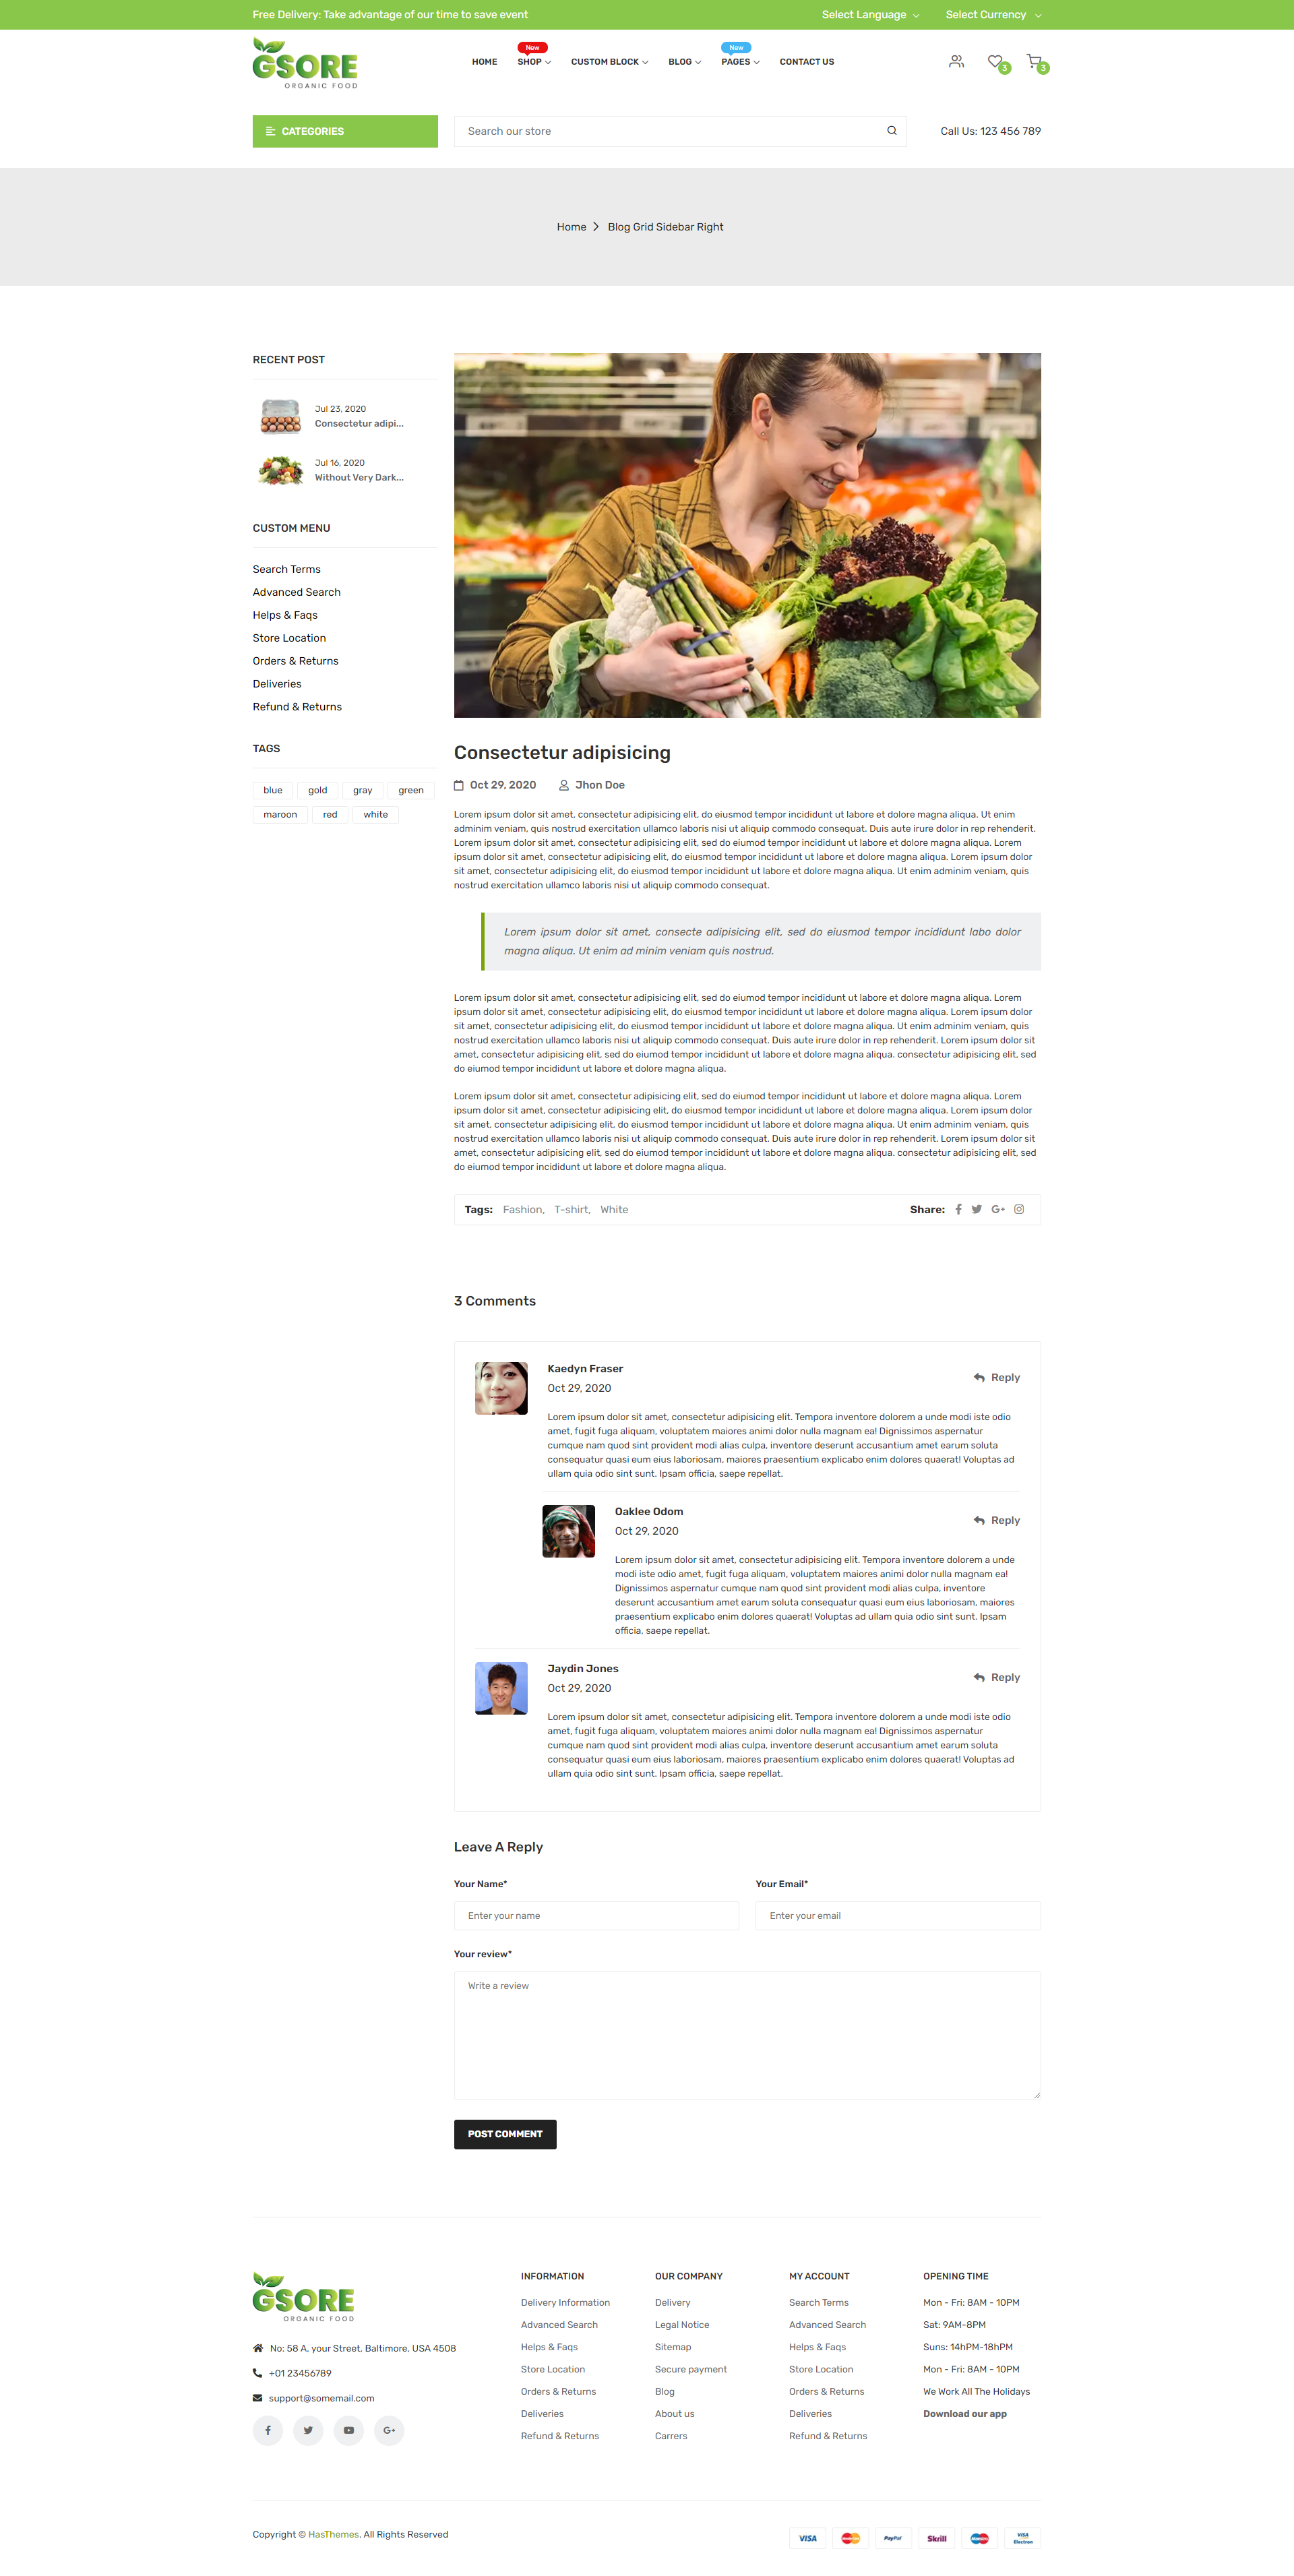 Free Delivery: Take advantage of our time to save event
Select Language
Select Currency
GSORE
ORGANIC FOOD
HOME
New
SHOP
CUSTOM BLOCK
BLOG
New
PAGES
CONTACT US
3
3
CATEGORIES
Search our store
Call Us: 123 456 789
Home
Blog Grid Sidebar Right
RECENT POST
Jul 23, 2020
Consectetur adipi...
Jul 16, 2020
Without Very Dark...
CUSTOM MENU
Search Terms
Advanced Search
Helps & Faqs
Store Location
Orders & Returns
Deliveries
Refund & Returns
TAGS
blue
gold
gray
green
maroon
red
white
Consectetur adipisicing
Oct 29, 2020
Jhon Doe
Lorem ipsum dolor sit amet, consectetur adipisicing elit, do eiusmod tempor incididunt ut labore et dolore magna aliqua. Ut enim
adminim veniam, quis nostrud exercitation ullamco laboris nisi ut aliquip commodo consequat. Duis aute irure dolor in rep rehenderit.
Lorem ipsum dolor sit amet, consectetur adipisicing elit, sed do eiumod tempor incididunt ut labore et dolore magna aliqua. Lorem
ipsum dolor sit amet, consectetur adipisicing elit, do eiusmod tempor incididunt ut labore et dolore magna aliqua. Lorem ipsum dolor
sit amet, consectetur adipisicing elit, do eiusmod tempor incididunt ut labore et dolore magna aliqua. Ut enim adminim veniam, quis
nostrud exercitation ullamco laboris nisi ut aliquip commodo consequat.
Lorem ipsum dolor sit amet, consecte adipisicing elit, sed do eiusmod tempor incididunt labo dolor
magna aliqua. Ut enim ad minim veniam quis nostrud.
Lorem ipsum dolor sit amet, consectetur adipisicing elit, sed do eiumod tempor incididunt ut labore et dolore magna aliqua. Lorem
ipsum dolor sit amet, consectetur adipisicing elit, do eiusmod tempor incididunt ut labore et dolore magna aliqua. Lorem ipsum dolor
sit amet, consectetur adipisicing elit, do eiusmod tempor incididunt ut labore et dolore magna aliqua. Ut enim adminim veniam, quis
nostrud exercitation ullamco laboris nisi ut aliquip commodo consequat. Duis aute irure dolor in rep rehenderit. Lorem ipsum dolor sit
amet, consectetur adipisicing elit, sed do eiumod tempor incididunt ut labore et dolore magna aliqua. consectetur adipisicing elit, sed
do eiumod tempor incididunt ut labore et dolore magna aliqua.
Lorem ipsum dolor sit amet, consectetur adipisicing elit, sed do eiumod tempor incididunt ut labore et dolore magna aliqua. Lorem
ipsum dolor sit amet, consectetur adipisicing elit, do eiusmod tempor incididunt ut labore et dolore magna aliqua. Lorem ipsum dolor
sit amet, consectetur adipisicing elit, do eiusmod tempor incididunt ut labore et dolore magna aliqua. Ut enim adminim veniam, quis
nostrud exercitation ullamco laboris nisi ut aliquip commodo consequat. Duis aute irure dolor in rep rehenderit. Lorem ipsum dolor sit
amet, consectetur adipisicing elit, sed do eiumod tempor incididunt ut labore et dolore magna aliqua. consectetur adipisicing elit, sed
do eiumod tempor incididunt ut labore et dolore magna aliqua.
Tags: Fashion, T-shirt, White
Share:
3 Comments
Kaedyn Fraser
Oct 29, 2020
Reply
Lorem ipsum dolor sit amet, consectetur adipisicing elit. Tempora inventore dolorem a unde modi iste odio
amet, fugit fuga aliquam, voluptatem maiores animi dolor nulla magnam ea! Dignissimos aspernatur
cumque nam quod sint provident modi alias culpa, inventore deserunt accusantium amet earum soluta
consequatur quasi eum eius laboriosam, maiores praesentium explicabo enim dolores quaerat! Voluptas ad
ullam quia odio sint sunt. Ipsam officia, saepe repellat.
Oaklee Odom
Oct 29, 2020
Reply
Lorem ipsum dolor sit amet, consectetur adipisicing elit. Tempora inventore dolorem a unde
modi iste odio amet, fugit fuga aliquam, voluptatem maiores animi dolor nulla magnam ea!
Dignissimos aspernatur cumque nam quod sint provident modi alias culpa, inventore
deserunt accusantium amet earum soluta consequatur quasi eum eius laboriosam, maiores
praesentium explicabo enim dolores quaerat! Voluptas ad ullam quia odio sint sunt. Ipsam
officia, saepe repellat.
Jaydin Jones
Oct 29, 2020
Reply
Lorem ipsum dolor sit amet, consectetur adipisicing elit. Tempora inventore dolorem a unde modi iste odio
amet, fugit fuga aliquam, voluptatem maiores animi dolor nulla magnam ea! Dignissimos aspernatur
cumque nam quod sint provident modi alias culpa, inventore deserunt accusantium amet earum soluta
consequatur quasi eum eius laboriosam, maiores praesentium explicabo enim dolores quaerat! Voluptas ad
ullam quia odio sint sunt. Ipsam officia, saepe repellat.
Leave A Reply
Your Name*
Your Email*
Enter your name
Enter your email
Your review*
Write a review
POST COMMENT
GSORE
ORGANIC FOOD
No: 58 A, your Street, Baltimore, USA 4508
+01 23456789
support@somemail.com
INFORMATION
Delivery Information
Advanced Search
Helps & Faqs
Store Location
Orders & Returns
Deliveries
Refund & Returns
OUR COMPANY
Delivery
Legal Notice
Sitemap
Secure payment
Blog
About us
Carrers
MY ACCOUNT
Search Terms
Advanced Search
Helps & Faqs
Store Location
Orders & Returns
Deliveries
Refund & Returns
OPENING TIME
Mon - Fri: 8AM - 10PM
Sat: 9AM-8PM
Suns: 14hPM-18hPM
Mon - Fri: 8AM - 10PM
We Work All The Holidays
Download our app
Copyright © HasThemes. All Rights Reserved
VISA
PayPal
Skrill
VISA
Electron